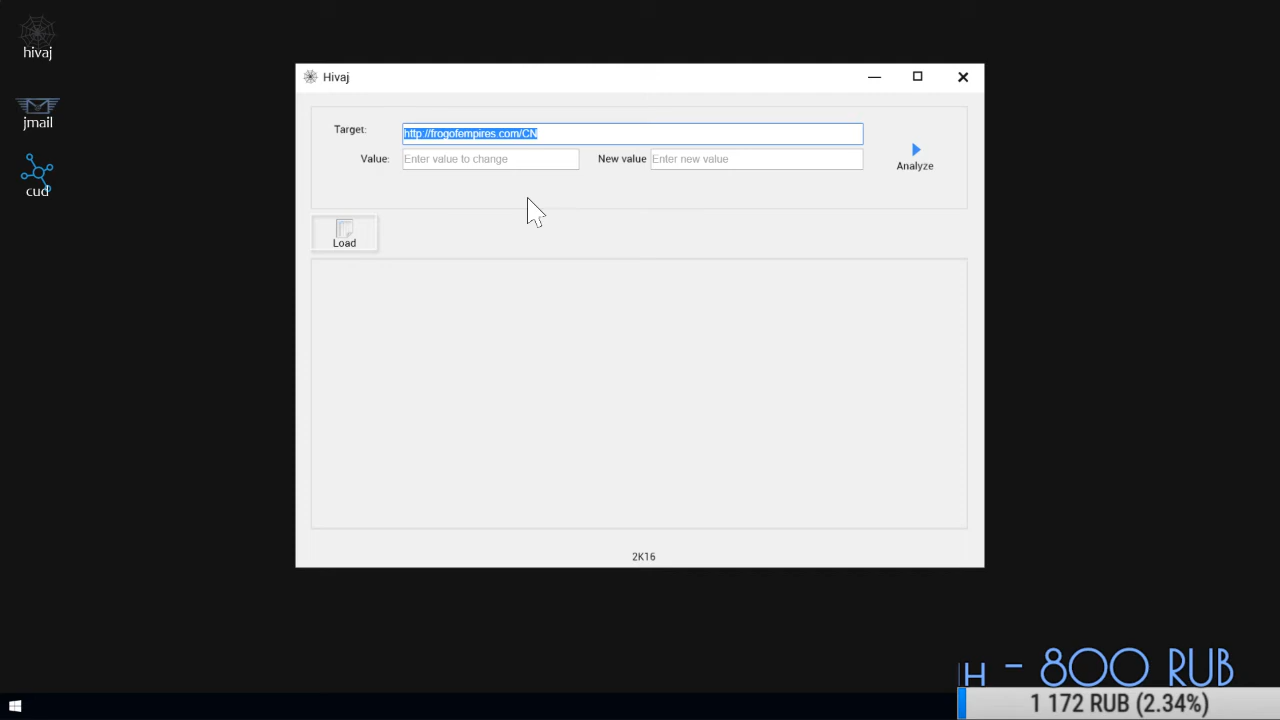 hivaj
jmail
cud
Hivaj
Target:
http://frogofempires.com/CN
Value:
Enter value to change
New value
Enter new value
Analyze
Load
2K16
н - 800 RUB
1 172 RUB (2.34%)